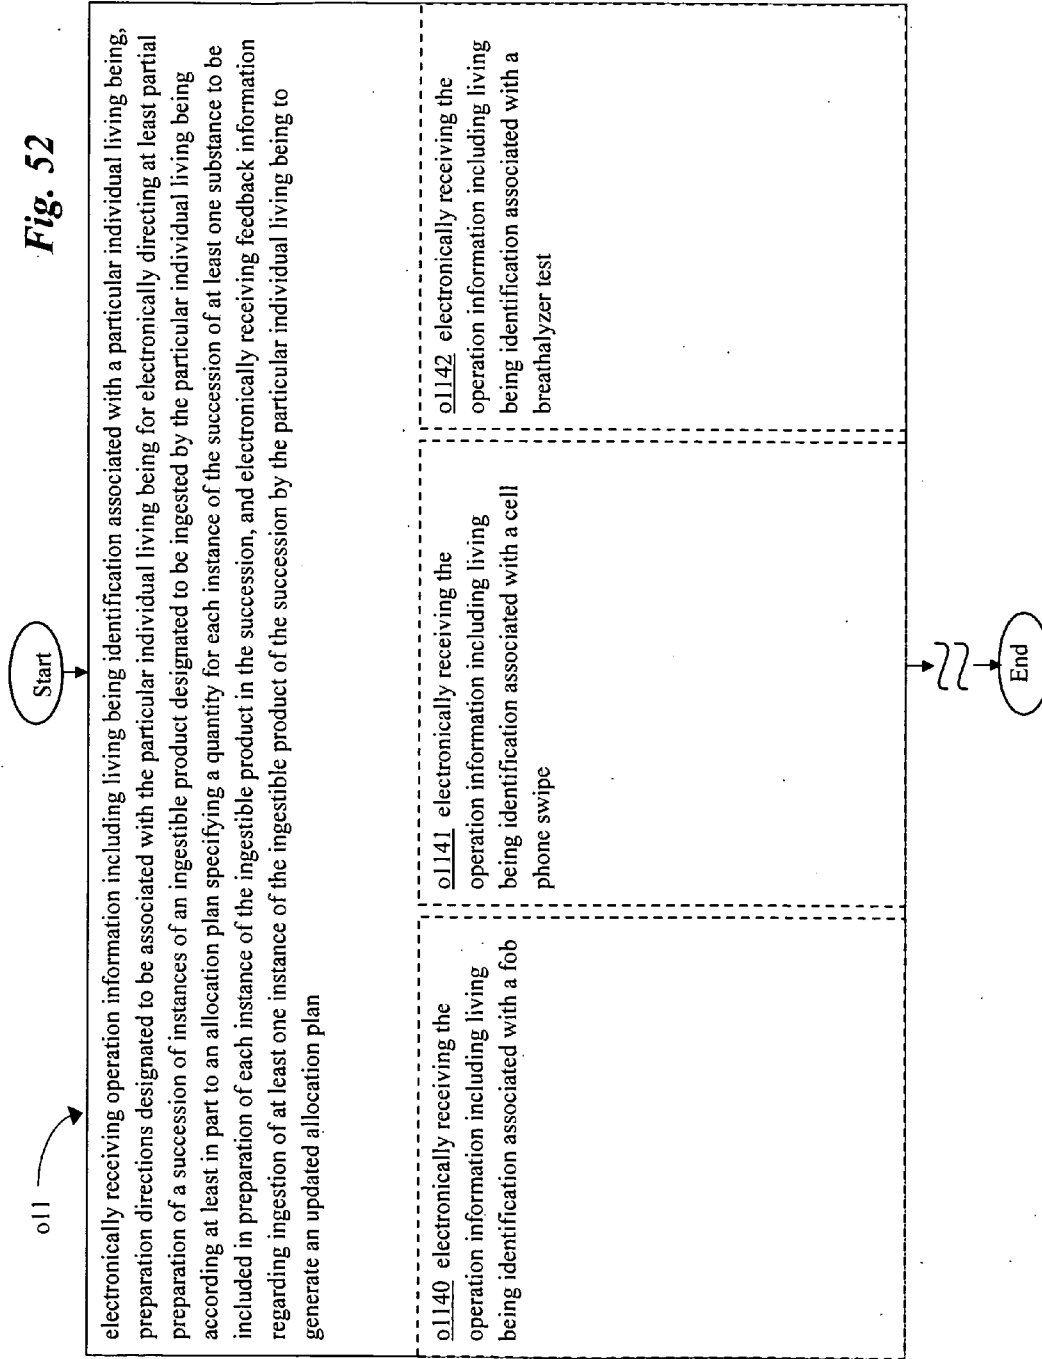 Fig. 52
Start
o11
electronically receiving operation information including living being identification associated with a particular individual living being,
preparation directions designated to be associated with the particular individual living being for electronically directing at least partial
preparation of a succession of instances of an ingestible product designated to be ingested by the particular individual living being
according at least in part to an allocation plan specifying a quantity for each instance of the succession of at least one substance to be
included in preparation of each instance of the ingestible product in the succession, and electronically receiving feedback information
regarding ingestion of at least one instance of the ingestible product of the succession by the particular individual living being to
generate an updated allocation plan
o1140 electronically receiving the
operation information including living
being identification associated with a fob
o1141 electronically receiving the
operation information including living
being identification associated with a cell
phone swipe
o1142 electronically receiving the
operation information including living
being identification associated with a
breathalyzer test
End